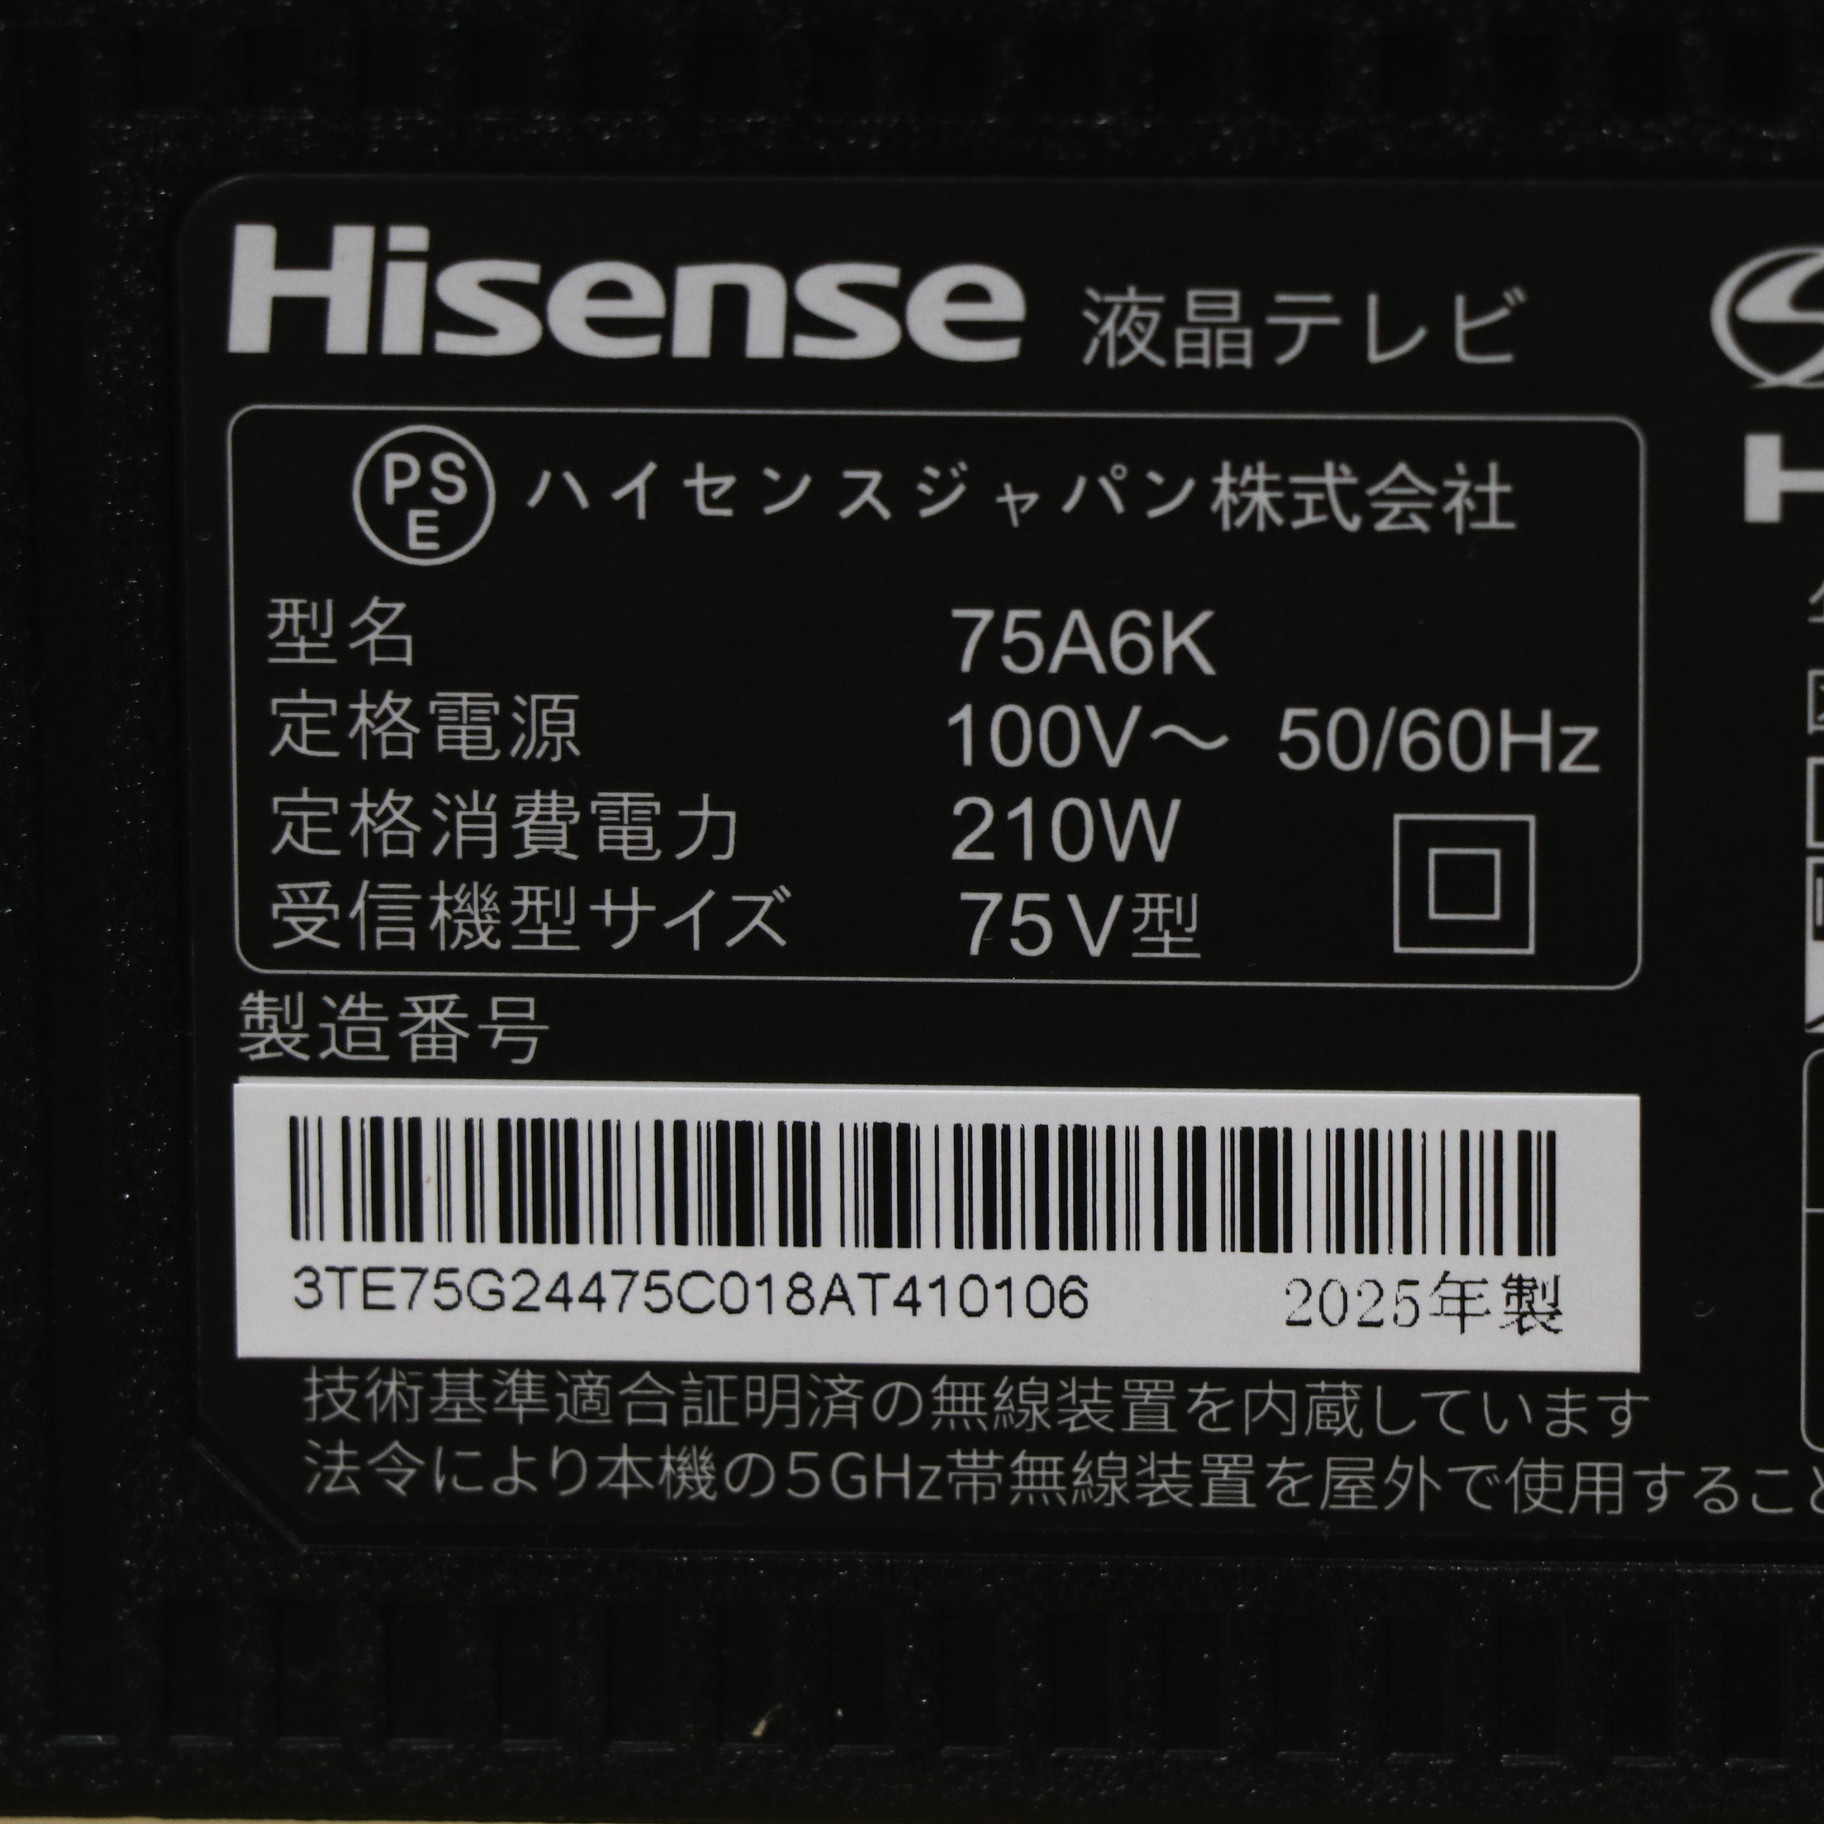 Hisense 液晶テレビ
PSE ハイセンスジャパン株式会社
型名 75A6K
定格電源 100V～ 50/60Hz
定格消費電力 210W
受信機型サイズ 75V型
製造番号
3TE75G24475C018AT410106 2025年製
技術基準適合証明済の無線装置を内蔵しています
法令により本機の5GHz帯無線装置を屋外で使用すること